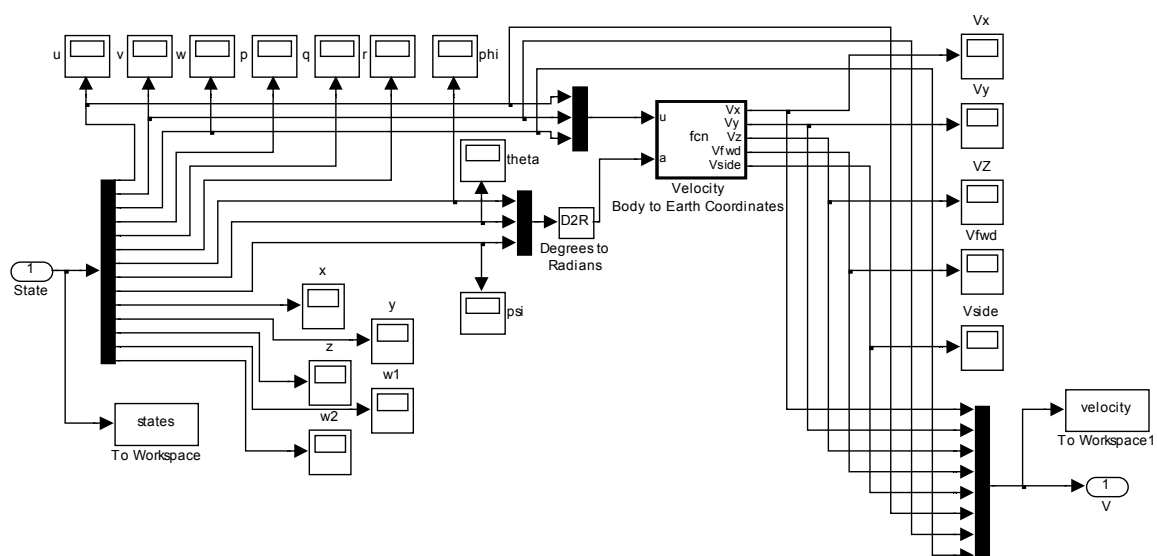 Vx
u
v
w
p
q
r
phi
Vy
u
a
fcn
Vx
Vy
Vz
Vfwd
Vside
theta
VZ
Velocity
Body to Earth Coordinates
D2R
Degrees to
Radians
Vfwd
1
State
x
psi
y
Vside
z
w1
states
To Workspace
w2
velocity
To Workspace1
1
V